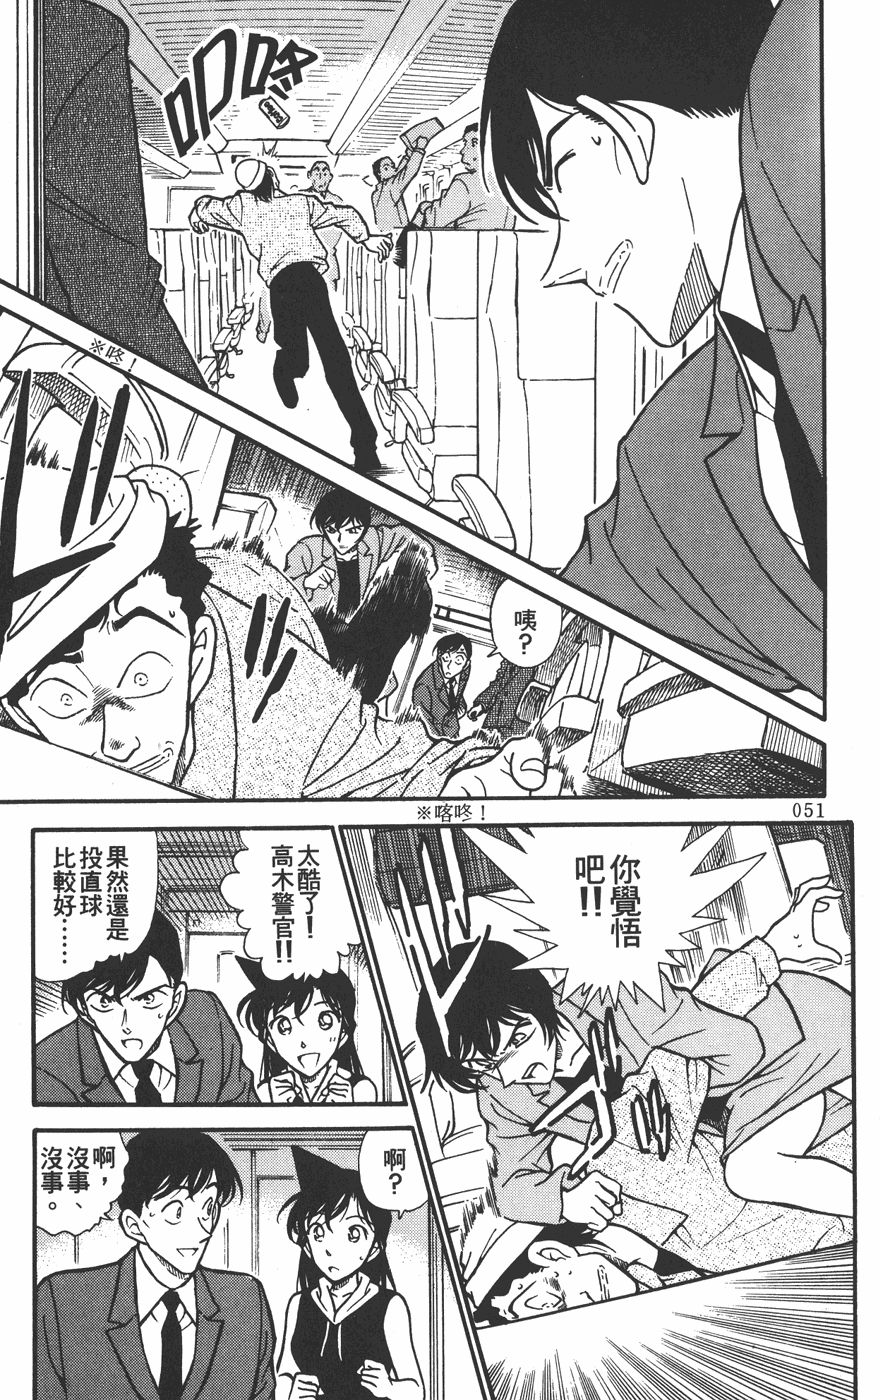 叩咚
※咚！
咦？
※喀咚！
051
你覺悟
吧!!
太酷了！
高木警官!!
果然還是
投直球
比較好……
啊？
啊，
沒事、
沒事。